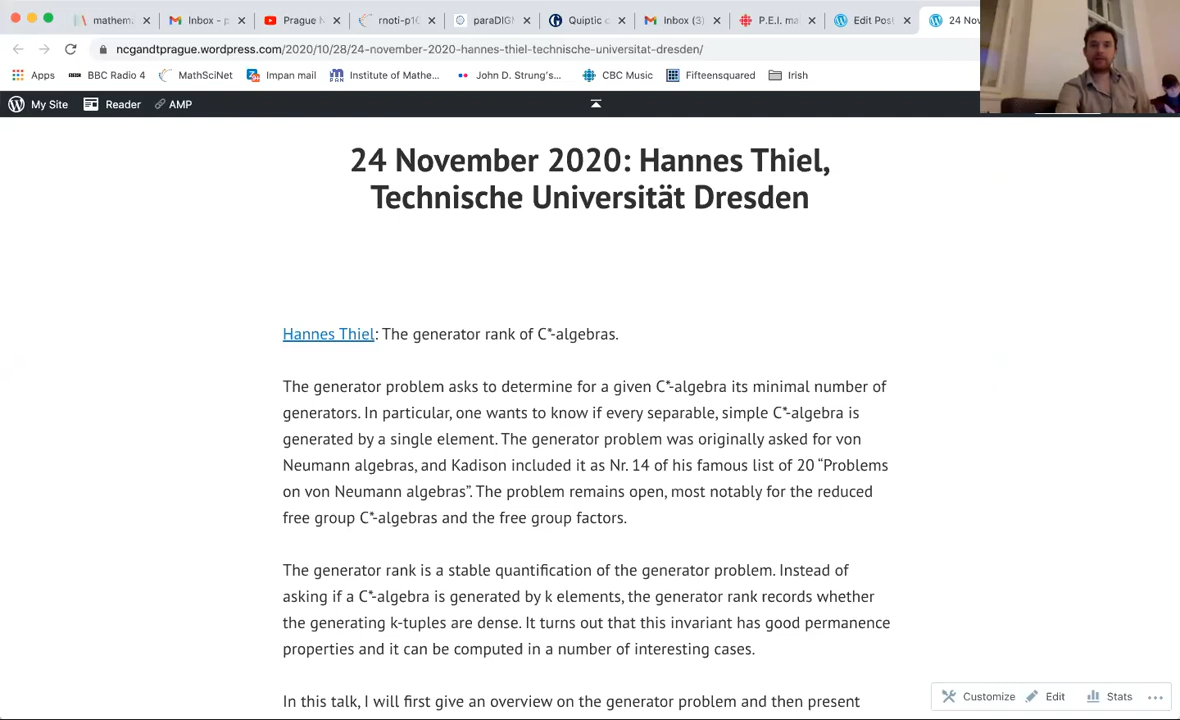 mathem
Inbox - p
Prague N
rnoti-p10
paraDIGM
Quiptic c
Inbox (3)
P.E.I. ma
Edit Post
24 Nov
ncgandtprague.wordpress.com/2020/10/28/24-november-2020-hannes-thiel-technische-universitat-dresden/
Apps BBC Radio 4 MathSciNet Impan mail Institute of Mathe... John D. Strung's... CBC Music Fifteensquared Irish
My Site Reader AMP
24 November 2020: Hannes Thiel,
Technische Universität Dresden
Hannes Thiel: The generator rank of C*-algebras.
The generator problem asks to determine for a given C*-algebra its minimal number of
generators. In particular, one wants to know if every separable, simple C*-algebra is
generated by a single element. The generator problem was originally asked for von
Neumann algebras, and Kadison included it as Nr. 14 of his famous list of 20 “Problems
on von Neumann algebras”. The problem remains open, most notably for the reduced
free group C*-algebras and the free group factors.
The generator rank is a stable quantification of the generator problem. Instead of
asking if a C*-algebra is generated by k elements, the generator rank records whether
the generating k-tuples are dense. It turns out that this invariant has good permanence
properties and it can be computed in a number of interesting cases.
In this talk, I will first give an overview on the generator problem and then present
Customize Edit Stats ...